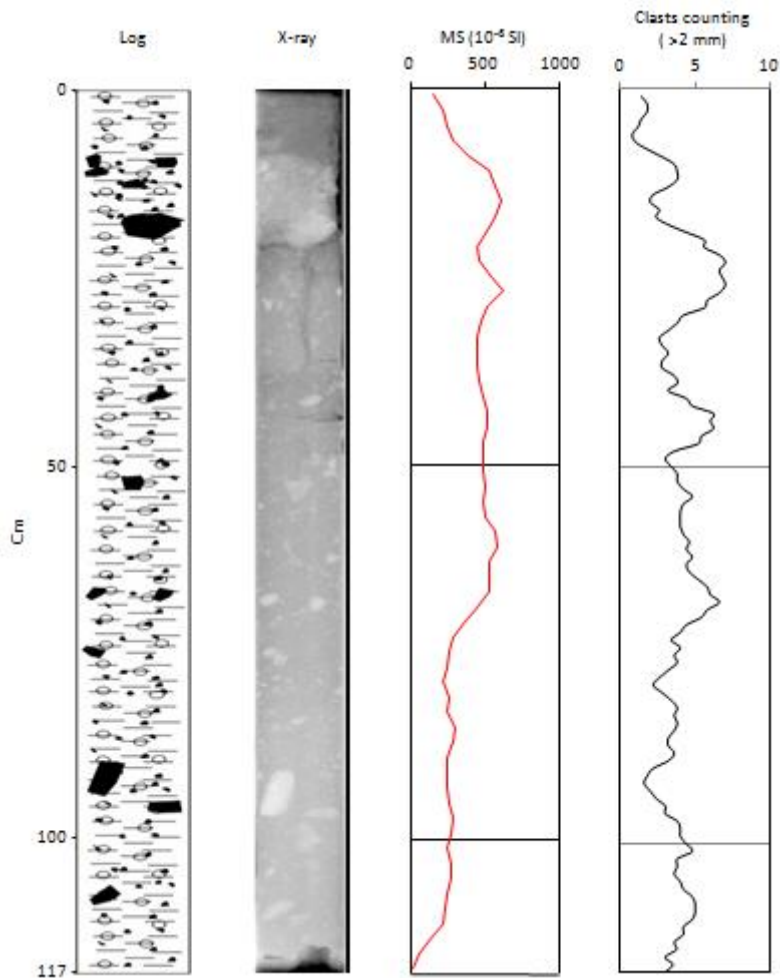 Log
X-ray
MS (10⁻⁶ SI)
0 500 1000
Clasts counting
( >2 mm)
0 5 10
0
50
100
117
Cm